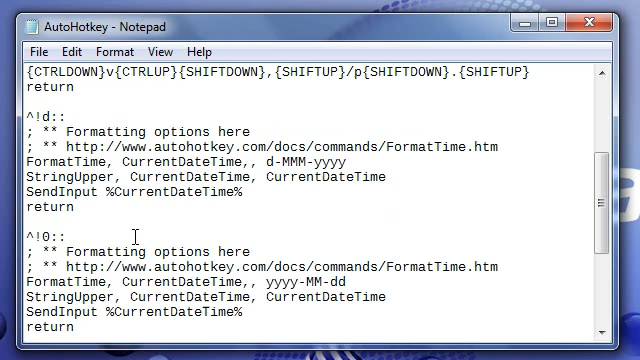 AutoHotkey - Notepad
File Edit Format View Help
{CTRLDOWN}v{CTRLUP}{SHIFTDOWN},{SHIFTUP}/p{SHIFTDOWN}.{SHIFTUP}
return
^!d::
; ** Formatting options here
; ** http://www.autohotkey.com/docs/commands/FormatTime.htm
FormatTime, CurrentDateTime,, d-MMM-yyyy
StringUpper, CurrentDateTime, CurrentDateTime
SendInput %CurrentDateTime%
return
^!0::
; ** Formatting options here
; ** http://www.autohotkey.com/docs/commands/FormatTime.htm
FormatTime, CurrentDateTime,, yyyy-MM-dd
StringUpper, CurrentDateTime, CurrentDateTime
SendInput %CurrentDateTime%
return